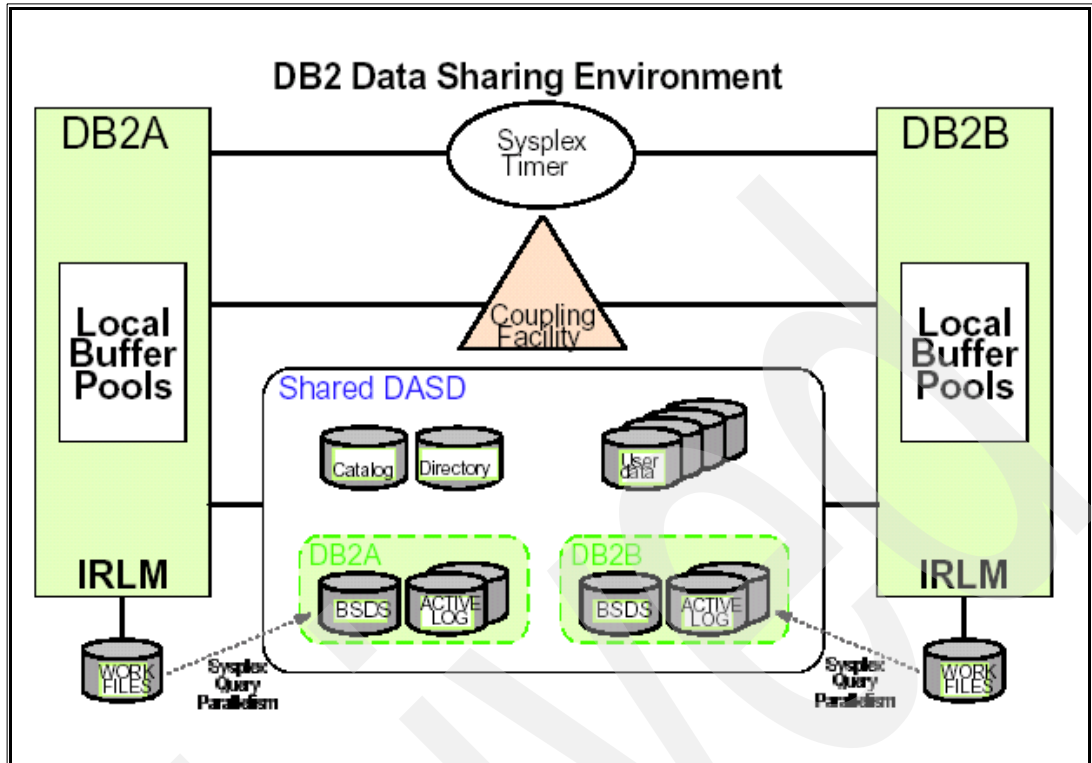 DB2 Data Sharing Environment
DB2A
Sysplex
Timer
DB2B
Local
Buffer
Pools
Coupling
Facility
Local
Buffer
Pools
Shared DASD
Catalog
Directory
User
data
DB2A
BSDS
ACTIVE
LOG
DB2B
BSDS
ACTIVE
LOG
IRLM
IRLM
WORK
FILES
Sysplex
Query
Parallelism
Sysplex
Query
Parallelism
WORK
FILES